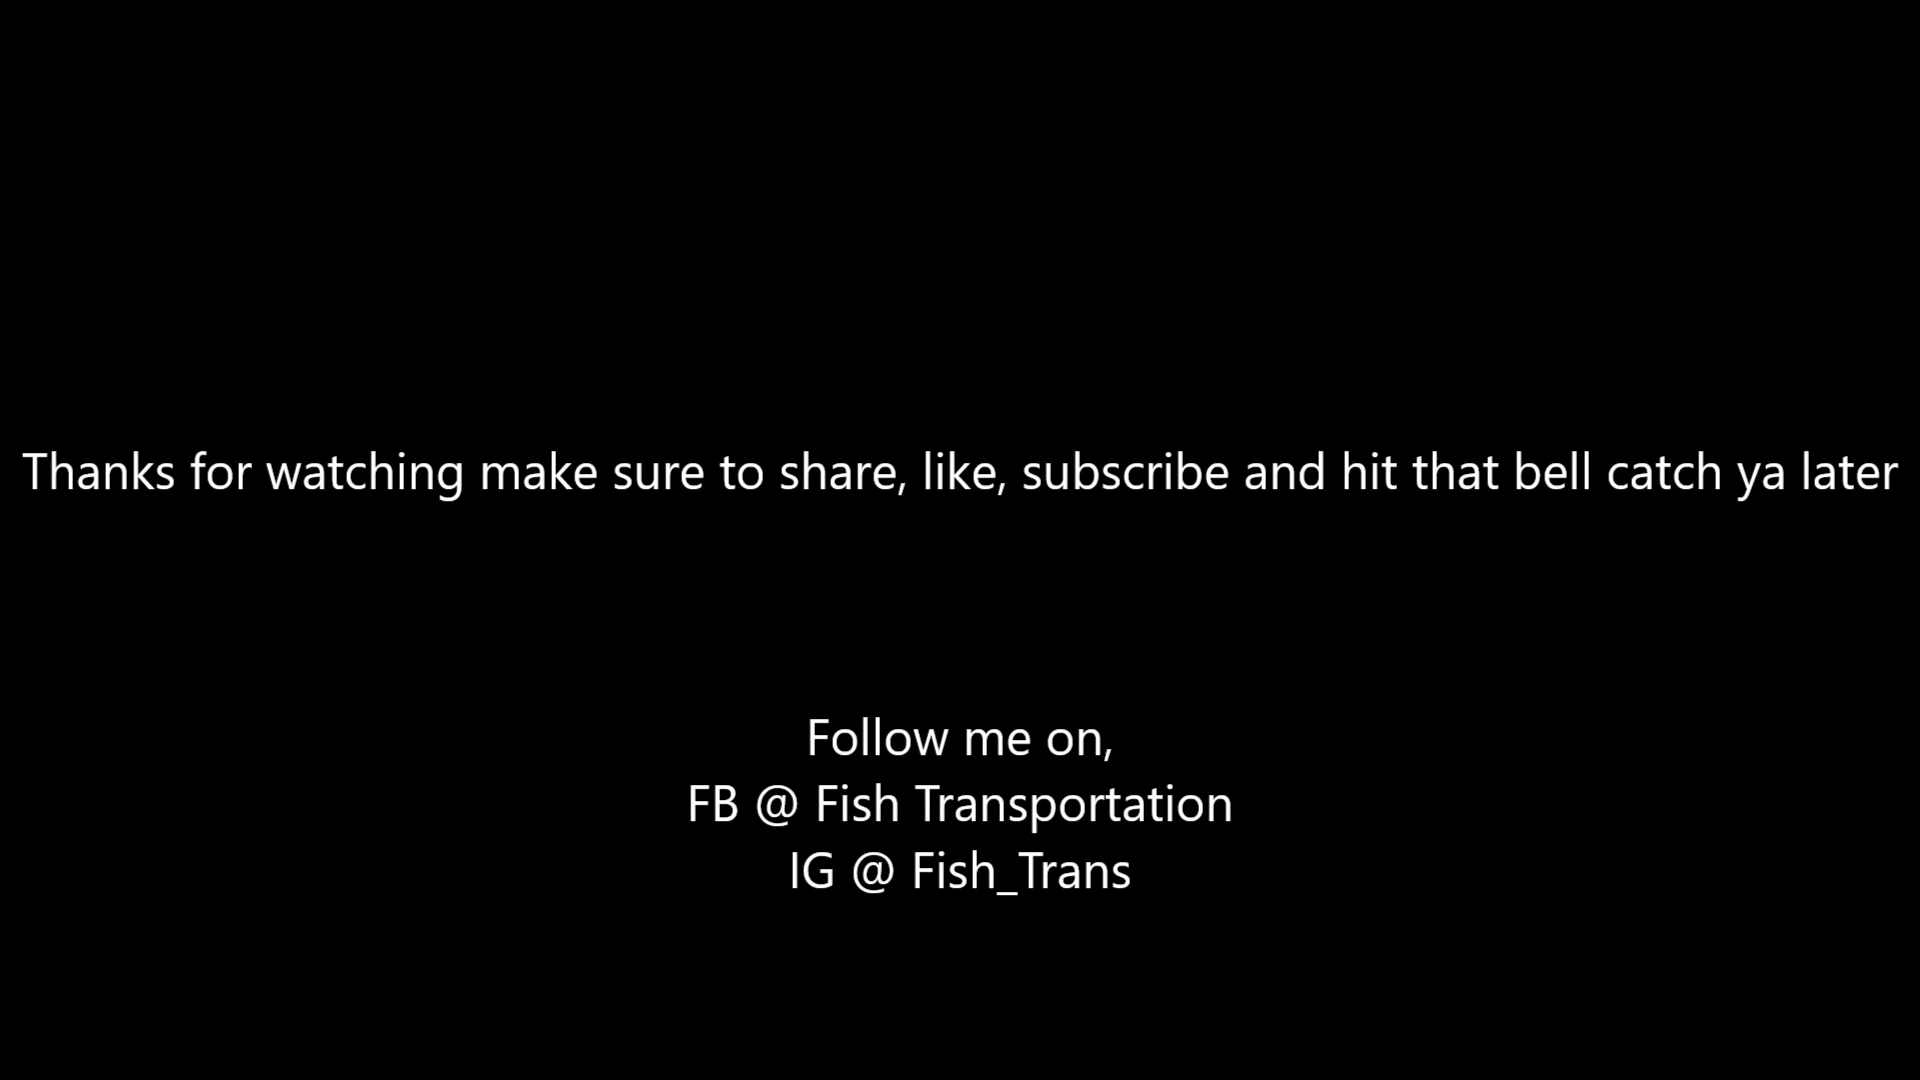 Thanks for watching make sure to share, like, subscribe and hit that bell catch ya later
Follow me on,
FB @ Fish Transportation
IG @ Fish_Trans